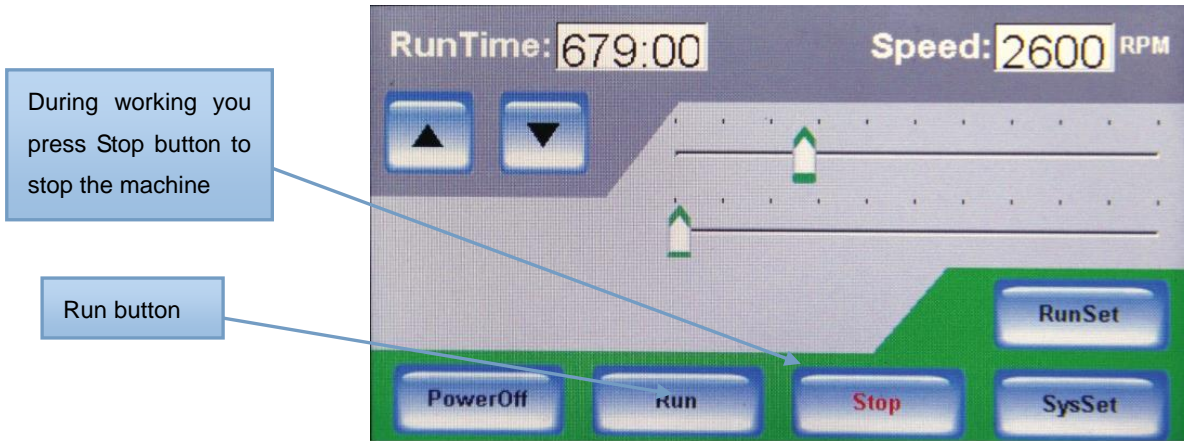 RunTime: 679:00 Speed: 2600 RPM
During working you
press Stop button to
stop the machine
Run button
RunSet
PowerOff Run Stop SysSet